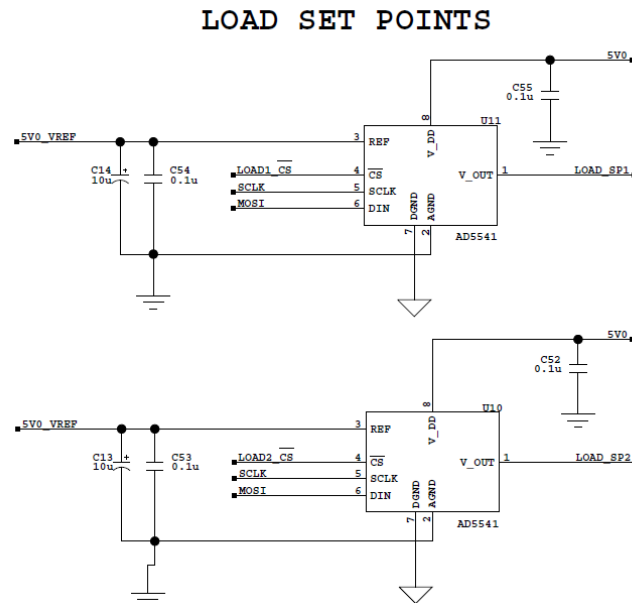 LOAD SET POINTS
5V0
C55
0.1u
U11
8
V_DD
5V0_VREF
3
REF
C14
10u
+
C54
0.1u
LOAD1_CS
4
CS
V_OUT
1
LOAD_SP1
SCLK
5
SCLK
MOSI
6
DIN
DGND
AGND
7
2
AD5541
5V0
C52
0.1u
U10
8
V_DD
5V0_VREF
3
REF
C13
10u
+
C53
0.1u
LOAD2_CS
4
CS
V_OUT
1
LOAD_SP2
SCLK
5
SCLK
MOSI
6
DIN
DGND
AGND
7
2
AD5541